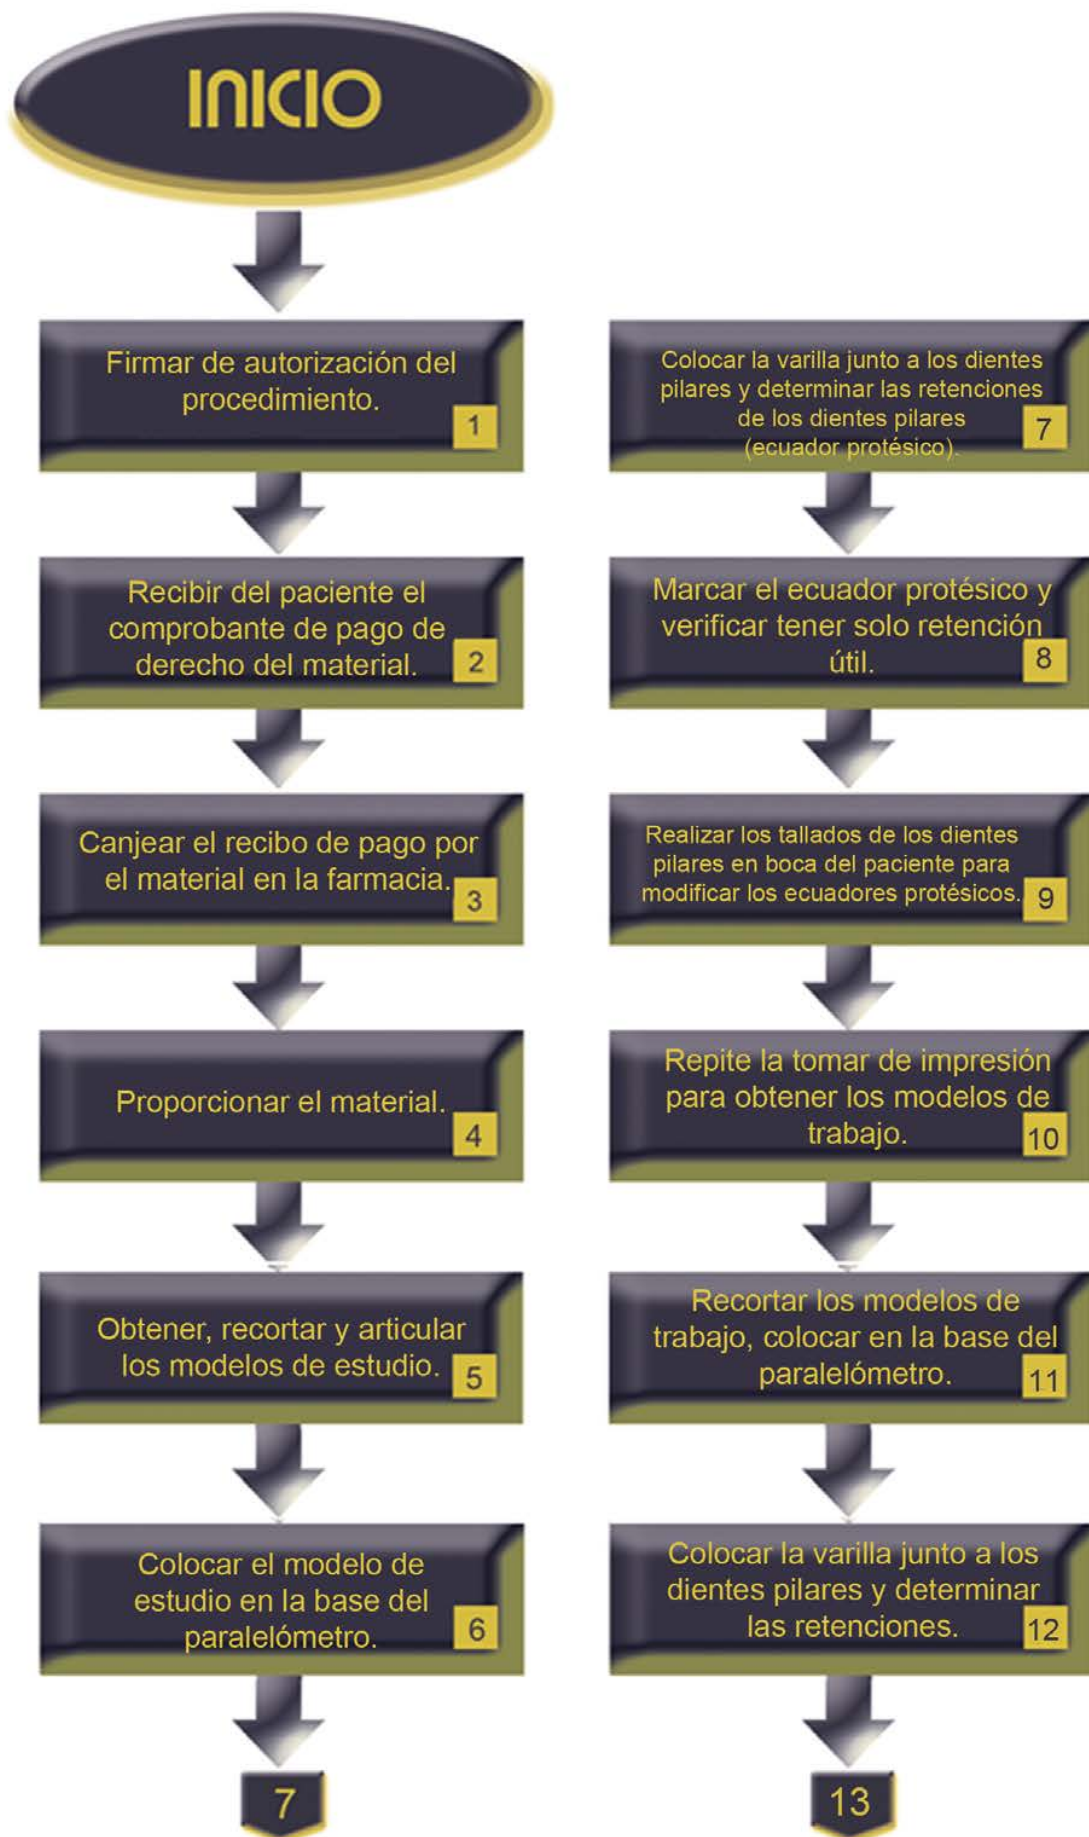 INICIO
Firmar de autorización del
procedimiento.
1
Recibir del paciente el
comprobante de pago de
derecho del material.
2
Canjear el recibo de pago por
el material en la farmacia.
3
Proporcionar el material.
4
Obtener, recortar y articular
los modelos de estudio.
5
Colocar el modelo de
estudio en la base del
paralelómetro.
6
7
Colocar la varilla junto a los dientes
pilares y determinar las retenciones
de los dientes pilares
(ecuador protésico).
7
Marcar el ecuador protésico y
verificar tener solo retención
útil.
8
Realizar los tallados de los dientes
pilares en boca del paciente para
modificar los ecuadores protésicos.
9
Repite la tomar de impresión
para obtener los modelos de
trabajo.
10
Recortar los modelos de
trabajo, colocar en la base del
paralelómetro.
11
Colocar la varilla junto a los
dientes pilares y determinar
las retenciones.
12
13